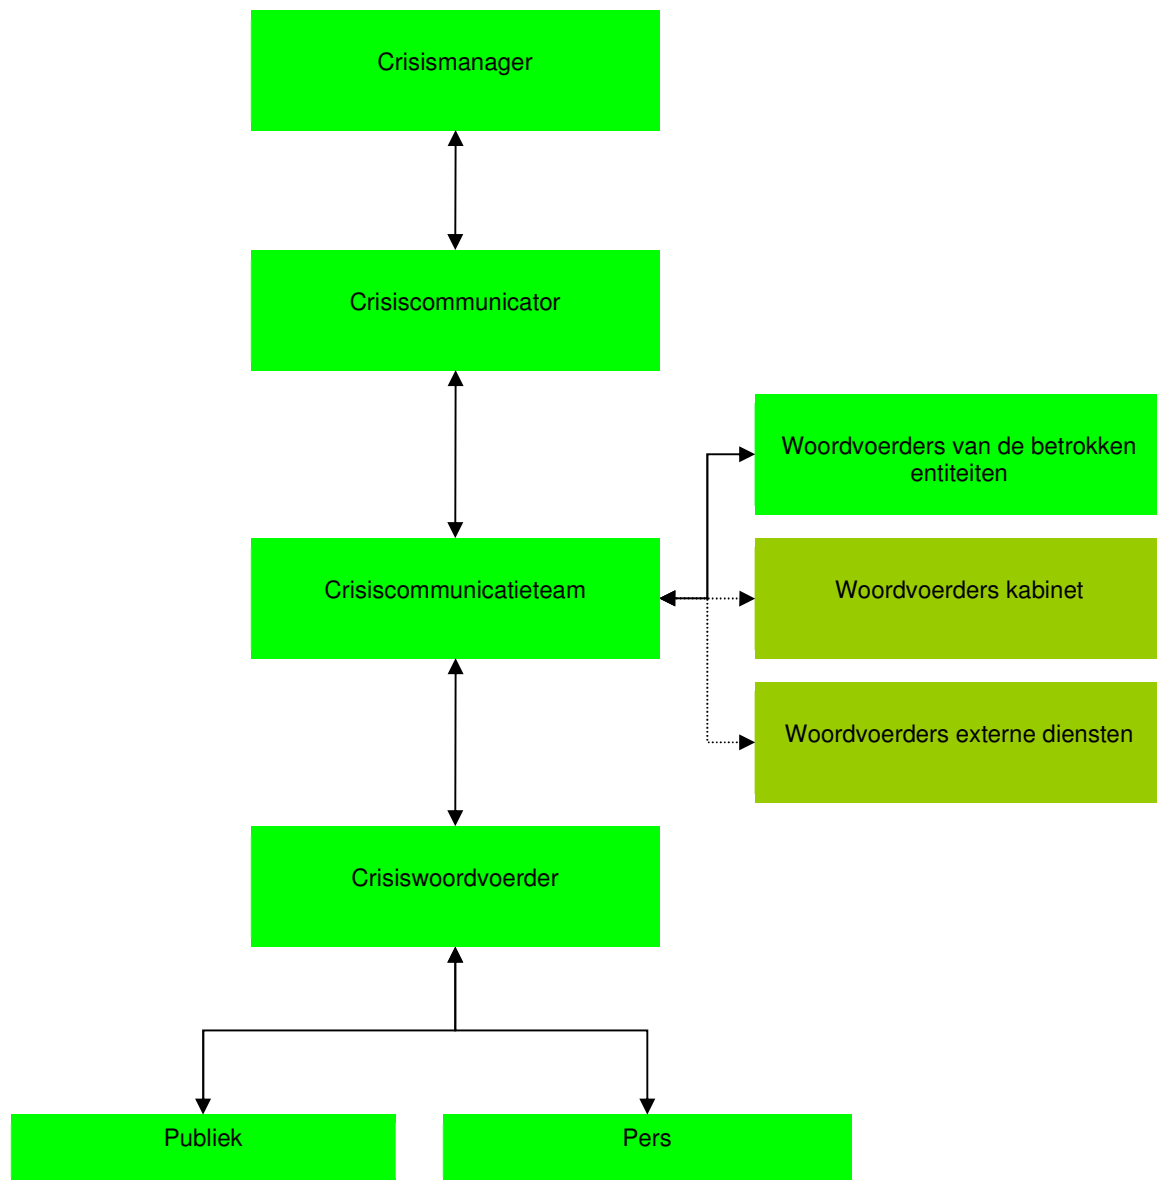 Crisismanager
Crisiscommunicator
Woordvoerders van de betrokken
entiteiten
Crisiscommunicatieteam
Woordvoerders kabinet
Woordvoerders externe diensten
Crisiswoordvoerder
Publiek
Pers